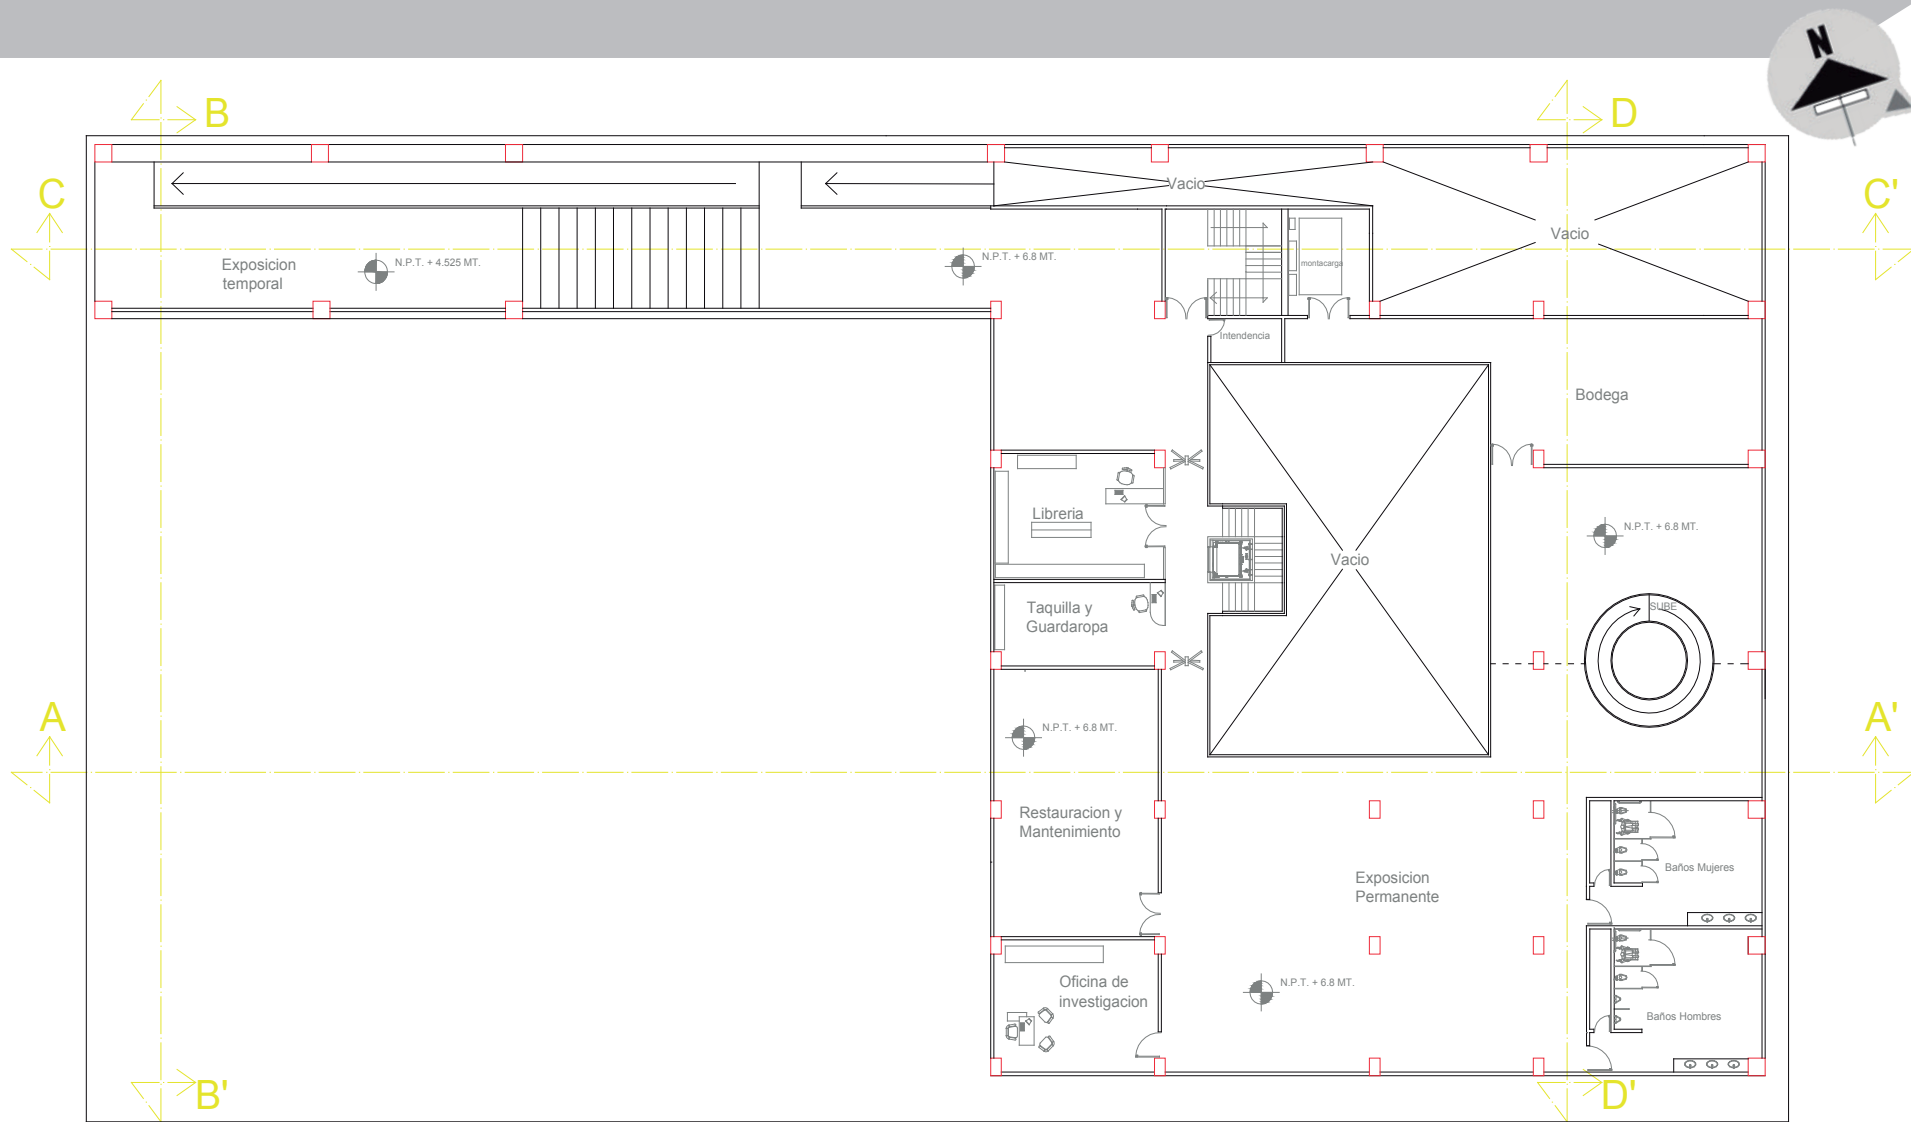 N
B
D
C
C'
Vacio
Vacio
Exposicion
temporal
N.P.T. + 4.525 MT.
N.P.T. + 6.8 MT.
montacarga
Intendencia
Bodega
Libreria
N.P.T. + 6.8 MT.
Vacio
Taquilla y
Guardaropa
SUBE
A
A'
N.P.T. + 6.8 MT.
Restauracion y
Mantenimiento
Exposicion
Permanente
Baños Mujeres
Oficina de
investigacion
N.P.T. + 6.8 MT.
Baños Hombres
B'
D'